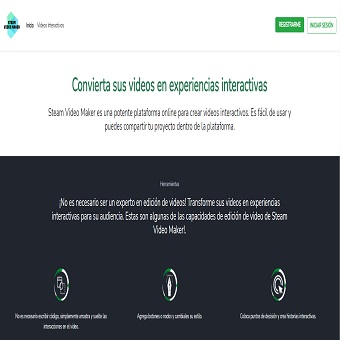 STEAM
VIDEO MAKER
Inicio Videos interactivos
REGISTRARME
INICIAR SESIÓN
Convierta sus videos en experiencias interactivas
Steam Video Maker es una potente plataforma online para crear videos interactivos. Es fácil de usar y
puedes compartir tu proyecto dentro de la plataforma.
Herramientas
¡No es necesario ser un experto en edición de videos! Transforme sus videos en experiencias
interactivas para su audiencia. Estas son algunas de las capacidades de edición de video de Steam
Video Maker!.
No es necesario escribir código, simplemente arrastra y suelte las
interacciones en el video.
Agrega botones o nodos y cambiales su estilo.
Coloca puntos de decisión y crea historias interactivas.